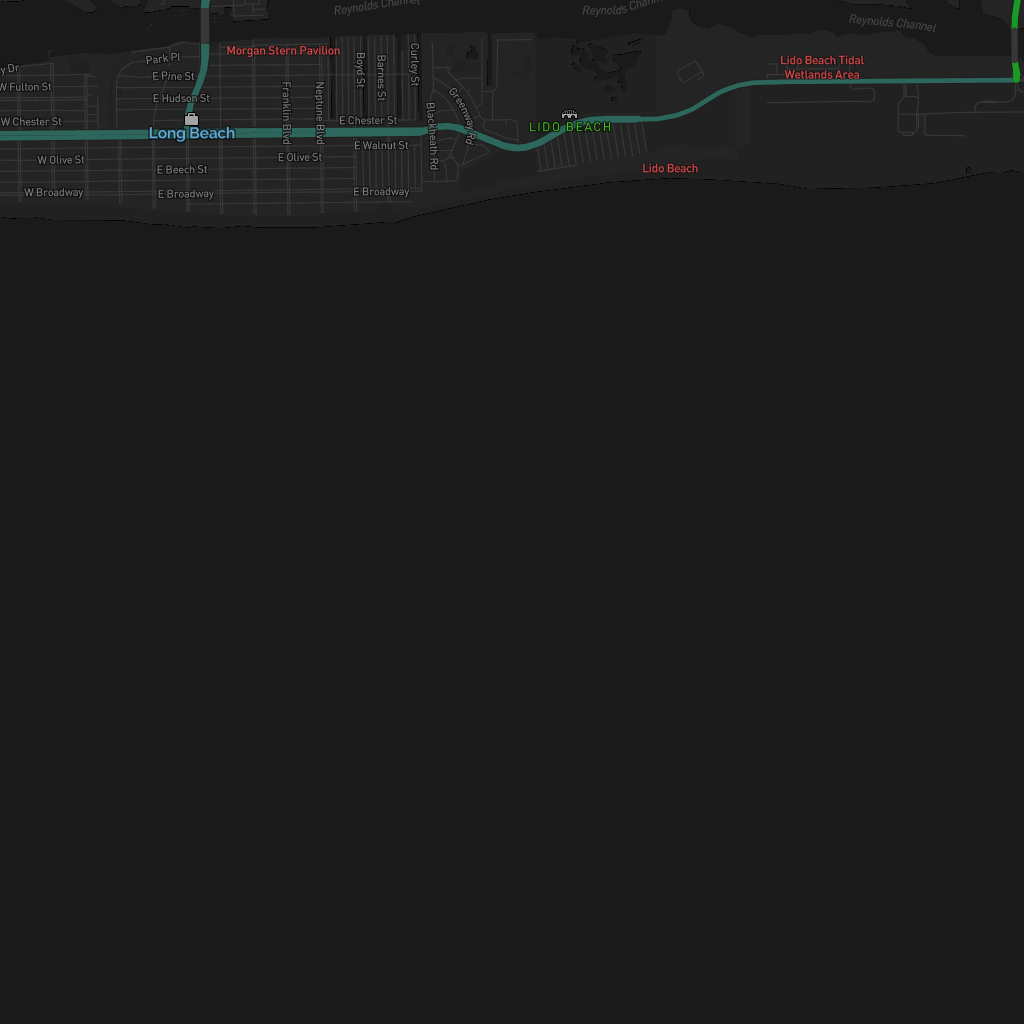 Reynolds Channel
Reynolds Channel
Reynolds Channel
Morgan Stern Pavilion
Park Pl
Boyd St
Barnes St
Curley St
Lido Beach Tidal
Wetlands Area
y Dr
E Pine St
W Fulton St
E Hudson St
Franklin Blvd
Neptune Blvd
Greenway Rd
Blackheath Rd
W Chester St
E Chester St
LIDO BEACH
Long Beach
E Walnut St
W Olive St
E Olive St
E Beech St
Lido Beach
W Broadway
E Broadway
E Broadway